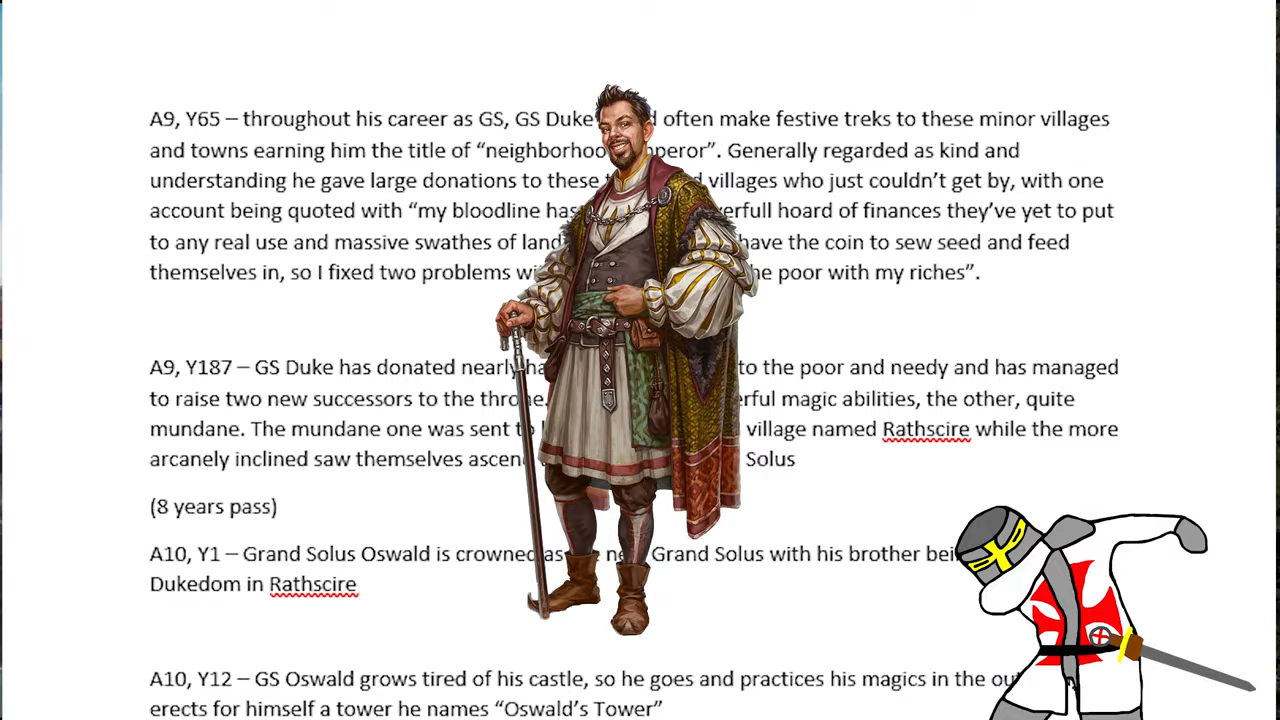 A9, Y65 – throughout his career as GS, GS Duke often make festive treks to these minor villages
and towns earning him the title of “neighborhoo peror”. Generally regarded as kind and
understanding he gave large donations to these villages who just couldn’t get by, with one
account being quoted with “my bloodline has erfull hoard of finances they’ve yet to put
to any real use and massive swathes of land have the coin to sew seed and feed
themselves in, so I fixed two problems wi he poor with my riches”.
A9, Y187 – GS Duke has donated nearly ha to the poor and needy and has managed
to raise two new successors to the throne. erful magic abilities, the other, quite
mundane. The mundane one was sent to village named Rathscire while the more
arcanely inclined saw themselves ascen Solus
(8 years pass)
A10, Y1 – Grand Solus Oswald is crowned as ne Grand Solus with his brother bei
Dukedom in Rathscire
A10, Y12 – GS Oswald grows tired of his castle, so he goes and practices his magics in the ou
erects for himself a tower he names “Oswald’s Tower”